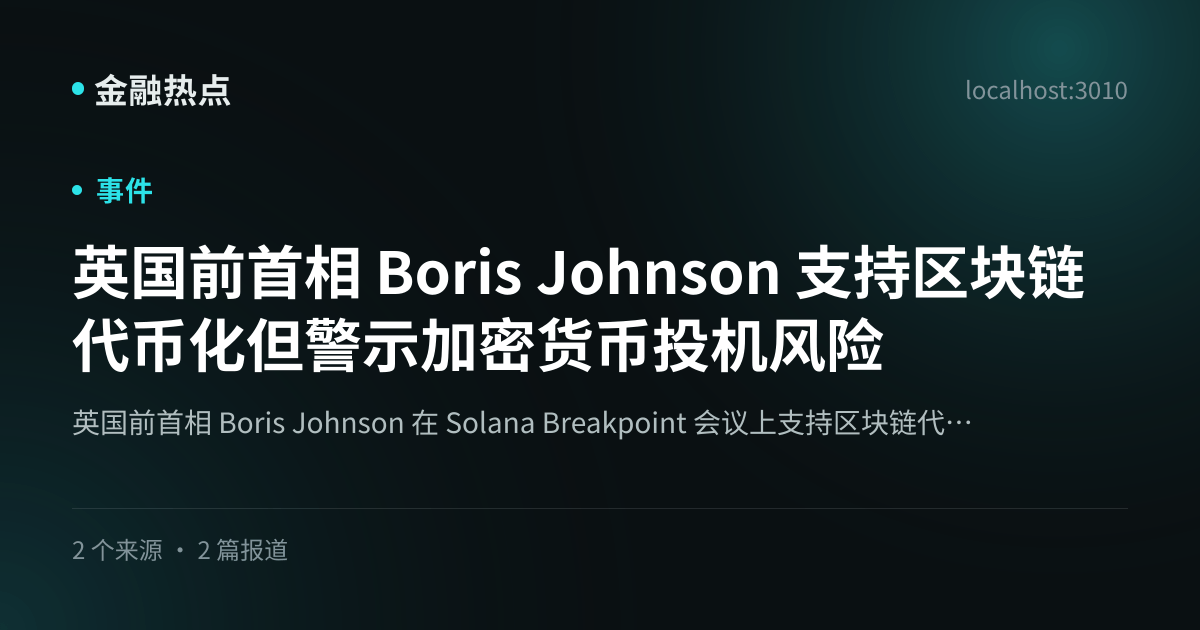 金融热点
localhost:3010
事件
英国前首相 Boris Johnson 支持区块链
代币化但警示加密货币投机风险
英国前首相 Boris Johnson 在 Solana Breakpoint 会议上支持区块链代…
2 个来源 · 2 篇报道